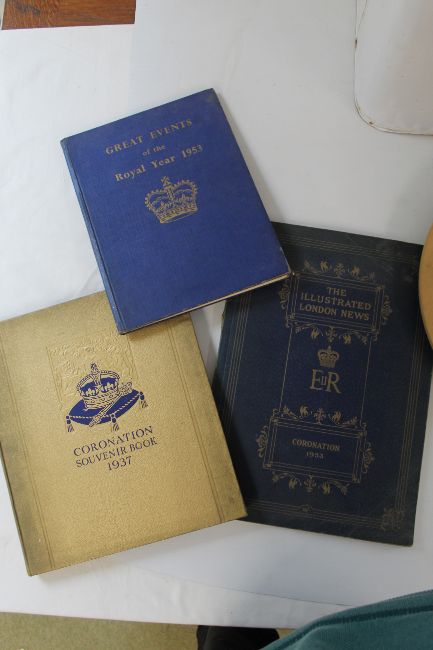 GREAT EVENTS
of the
Royal Year 1953
THE
ILLUSTRATED
LONDON NEWS
EIIR
CORONATION
1953
CORONATION
SOUVENIR BOOK
1937